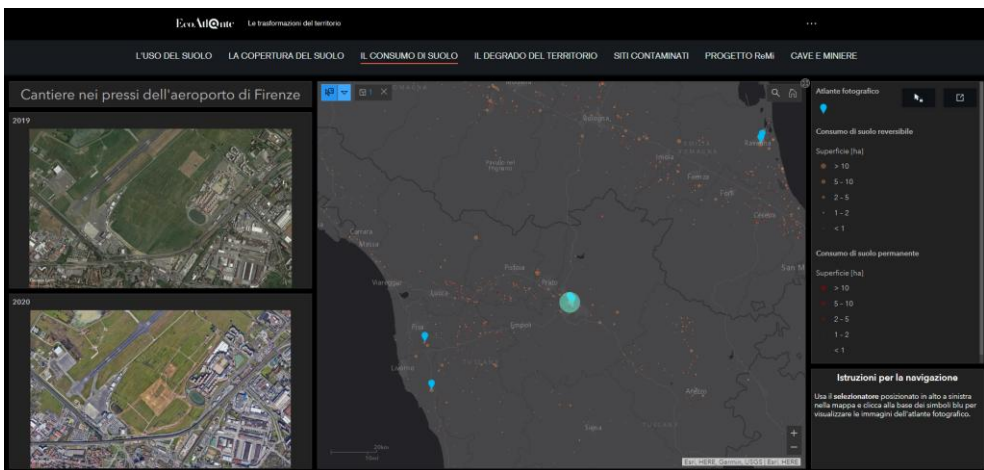 EcoAtl@nte
Le trasformazioni del territorio
...
L'USO DEL SUOLO
LA COPERTURA DEL SUOLO
IL CONSUMO DI SUOLO
IL DEGRADO DEL TERRITORIO
SITI CONTAMINATI
PROGETTO ReMi
CAVE E MINIERE
Cantiere nei pressi dell'aeroporto di Firenze
2019
2020
1
Bologna
Ravenna
Imola
Faenza
Forlì
Cesena
Carrara
Massa
Viareggio
Lucca
Pistoia
Prato
Pisa
Empoli
Livorno
Arezzo
Siena
San M
20km
10mi
Esri, HERE, Garmin, USGS | Esri, HERE
Atlante fotografico
Consumo di suolo reversibile
Superficie [ha]
> 10
5 - 10
2 - 5
1 - 2
< 1
Consumo di suolo permanente
Superficie [ha]
> 10
5 - 10
2 - 5
1 - 2
< 1
Istruzioni per la navigazione
Usa il selezionatore posizionato in alto a sinistra
nella mappa e clicca alla base dei simboli blu per
visualizzare le immagini dell'atlante fotografico.